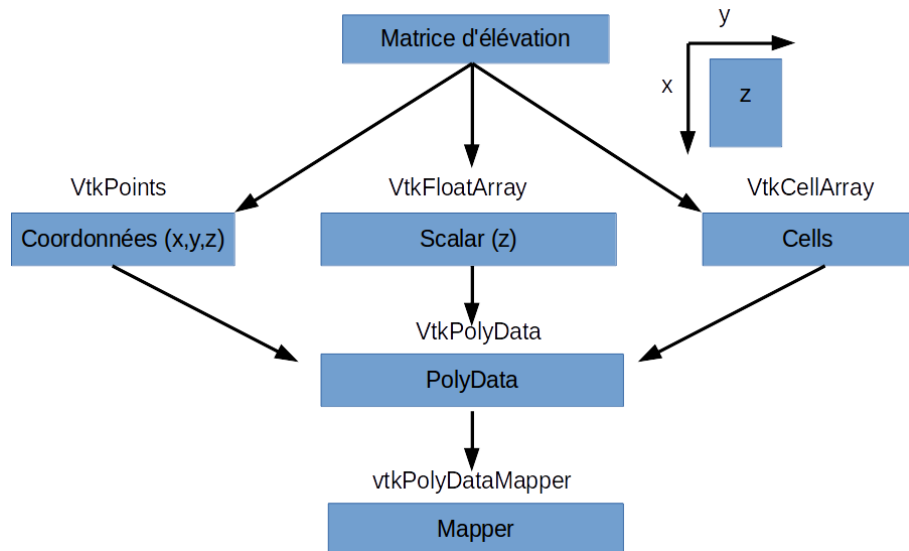 Matrice d'élévation
y
x
z
VtkPoints
VtkFloatArray
VtkCellArray
Coordonnées (x,y,z)
Scalar (z)
Cells
VtkPolyData
PolyData
vtkPolyDataMapper
Mapper